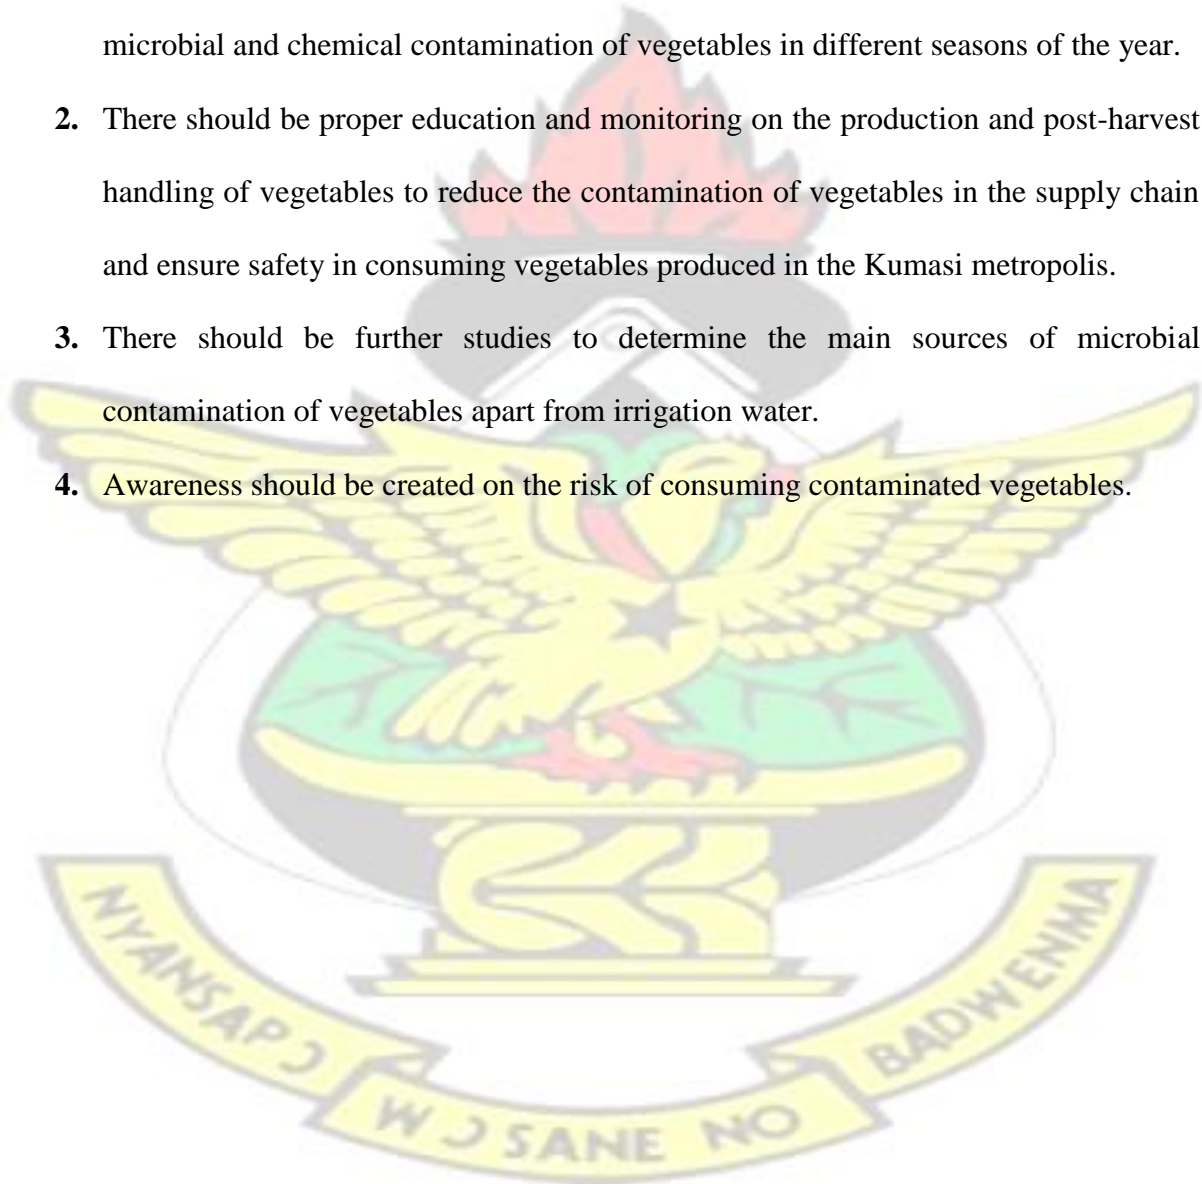 microbial and chemical contamination of vegetables in different seasons of the year.
2. There should be proper education and monitoring on the production and post-harvest
handling of vegetables to reduce the contamination of vegetables in the supply chain
and ensure safety in consuming vegetables produced in the Kumasi metropolis.
3. There should be further studies to determine the main sources of microbial
contamination of vegetables apart from irrigation water.
4. Awareness should be created on the risk of consuming contaminated vegetables.
NYANSAPƆ
WƆ SANE NO
BADWENMA